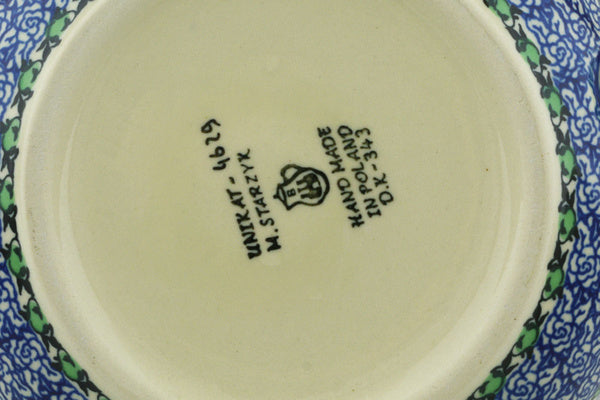 UNIKAT - 4629
M. STARZYK
B
HAND MADE
IN POLAND
D.K - 343